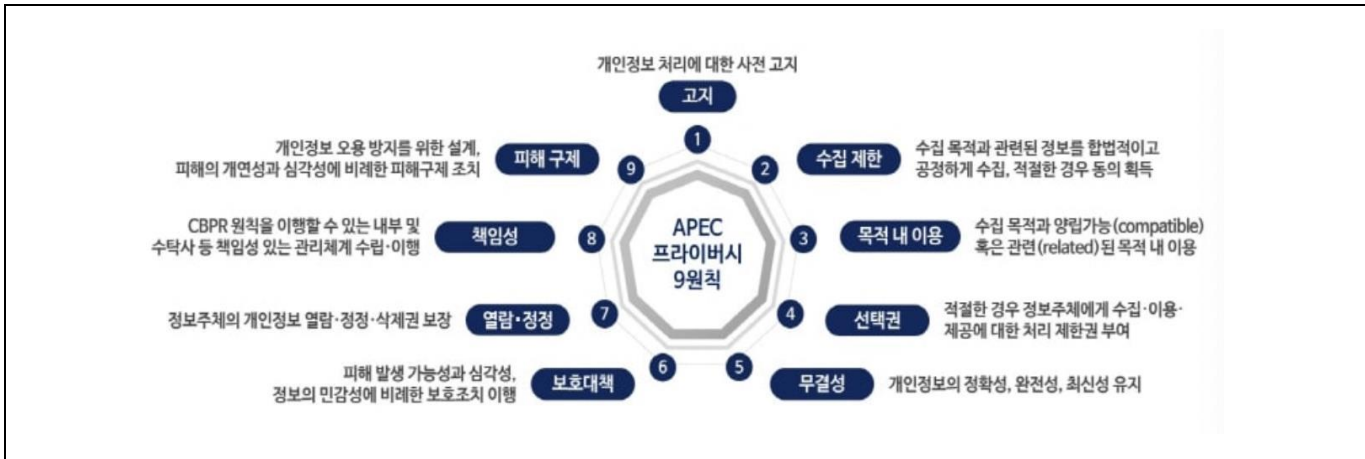 개인정보 처리에 대한 사전 고지
고지
1
2
수집 제한
수집 목적과 관련된 정보를 합법적이고
공정하게 수집, 적절한 경우 동의 획득
3
목적 내 이용
수집 목적과 양립가능(compatible)
혹은 관련(related)된 목적 내 이용
4
선택권
적절한 경우 정보주체에게 수집·이용·
제공에 대한 처리 제한권 부여
5
무결성
개인정보의 정확성, 완전성, 최신성 유지
6
보호대책
피해 발생 가능성과 심각성,
정보의 민감성에 비례한 보호조치 이행
7
열람·정정
정보주체의 개인정보 열람·정정·삭제권 보장
8
책임성
CBPR 원칙을 이행할 수 있는 내부 및
수탁사 등 책임성 있는 관리체계 수립·이행
9
피해 구제
개인정보 오용 방지를 위한 설계,
피해의 개연성과 심각성에 비례한 피해구제 조치
APEC
프라이버시
9원칙